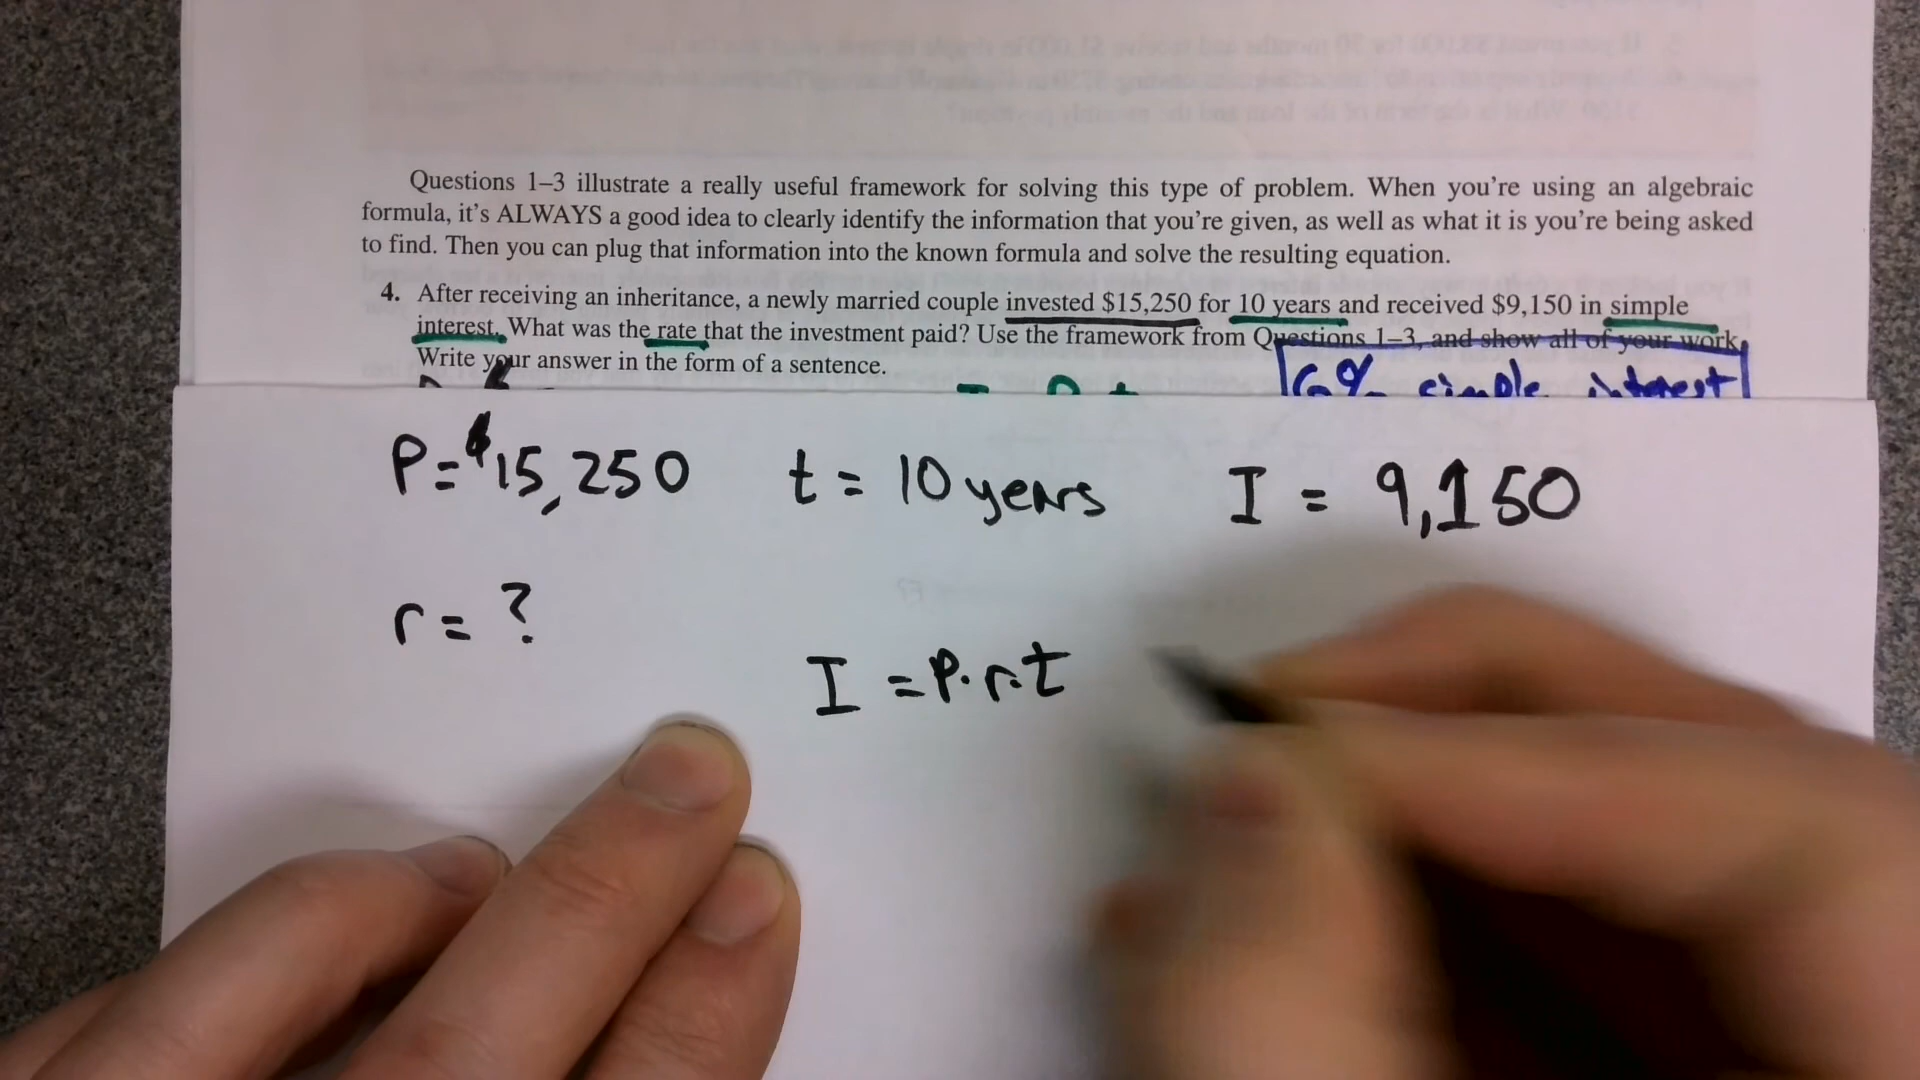 Questions 1–3 illustrate a really useful framework for solving this type of problem. When you’re using an algebraic
formula, it’s ALWAYS a good idea to clearly identify the information that you’re given, as well as what it is you’re being asked
to find. Then you can plug that information into the known formula and solve the resulting equation.
4. After receiving an inheritance, a newly married couple invested $15,250 for 10 years and received $9,150 in simple
interest. What was the rate that the investment paid? Use the framework from Questions 1–3, and show all of your work.
Write your answer in the form of a sentence.
6% simple interest
P=$15,250 t = 10 years I = 9,150
r = ?
I = P.r.t